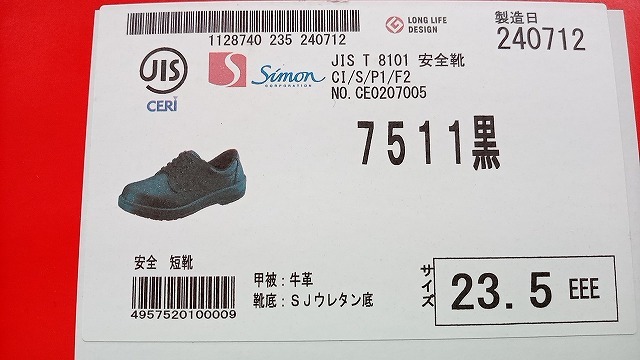 1128740 235 240712
LONG LIFE
DESIGN
製造日
240712
JIS
CERI
S
Simon
CORPORATION
JIS T 8101 安全靴
CI/S/P1/F2
NO. CE0207005
7511黒
安全 短靴
4957520100009
甲被：牛革
靴底：SJウレタン底
サイズ
23.5 EEE